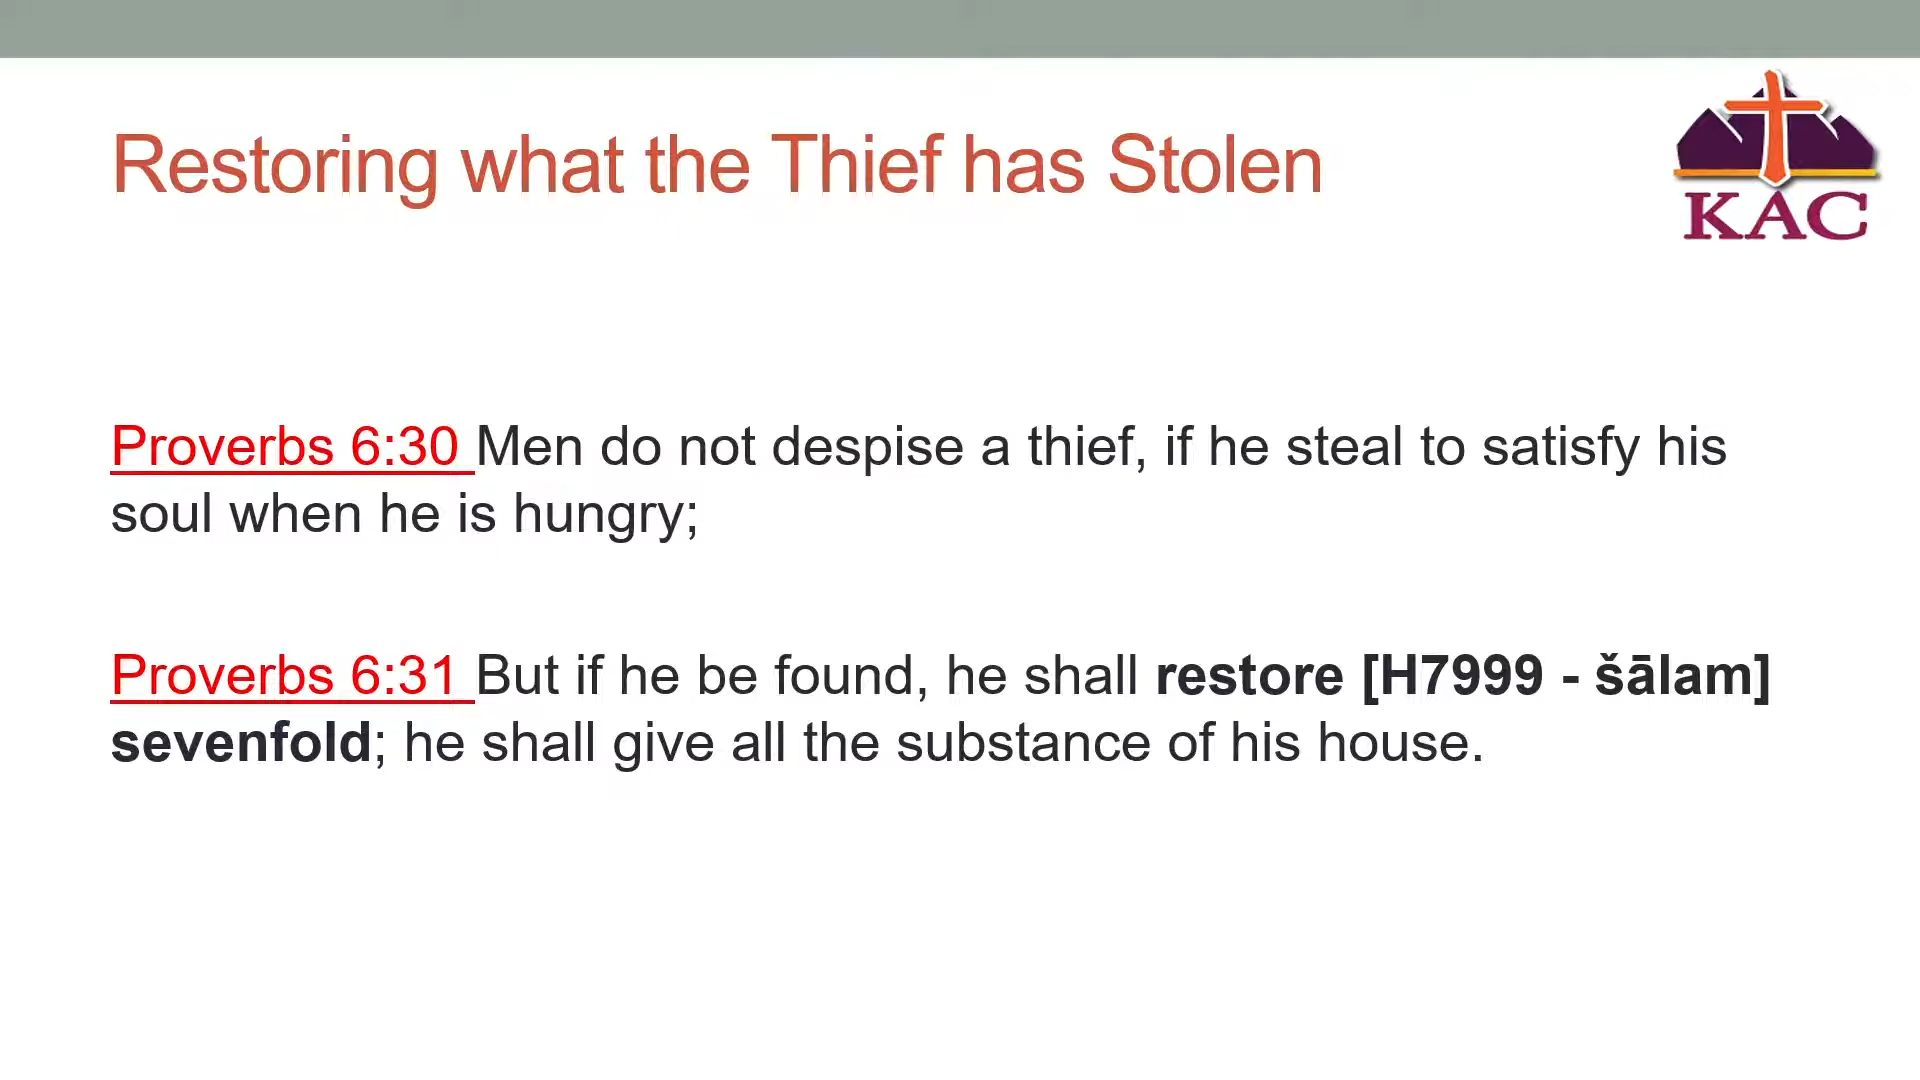 Restoring what the Thief has Stolen
KAC
Proverbs 6:30 Men do not despise a thief, if he steal to satisfy his
soul when he is hungry;
Proverbs 6:31 But if he be found, he shall restore [H7999 - šālam]
sevenfold; he shall give all the substance of his house.